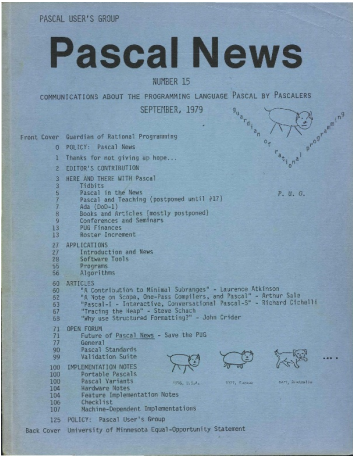 PASCAL USER'S GROUP
Pascal News
NUMBER 15
COMMUNICATIONS ABOUT THE PROGRAMMING LANGUAGE PASCAL BY PASCALERS
SEPTEMBER, 1979
Guardian of Rational Programming
Front Cover Guardian of Rational Programming
0 POLICY: Pascal News
1 Thanks for not giving up hope...
2 EDITOR'S CONTRIBUTION
3 HERE AND THERE WITH Pascal
3 Tidbits
5 Pascal in the News
7 Pascal and Teaching (postponed until #17)
7 Ada (DoD-1)
8 Books and Articles (mostly postponed)
9 Conferences and Seminars
13 PUG Finances
13 Roster Increment
P. U. G.
27 APPLICATIONS
27 Introduction and News
28 Software Tools
55 Programs
56 Algorithms
60 ARTICLES
60 "A Contribution to Minimal Subranges" - Laurence Atkinson
62 "A Note on Scope, One-Pass Compilers, and Pascal" - Arthur Sale
63 "Pascal-I - Interactive, Conversational Pascal-S" - Richard Cichelli
67 "Tracing the Heap" - Steve Schach
69 "Why use Structured Formatting?" - John Crider
71 OPEN FORUM
71 Future of Pascal News - Save the PUG
77 General
90 Pascal Standards
99 Validation Suite
100 IMPLEMENTATION NOTES
100 Portable Pascals
100 Pascal Variants
104 Hardware Notes
104 Feature Implementation Notes
106 Checklist
107 Machine-Dependent Implementations
125 POLICY: Pascal User's Group
Back Cover University of Minnesota Equal-Opportunity Statement